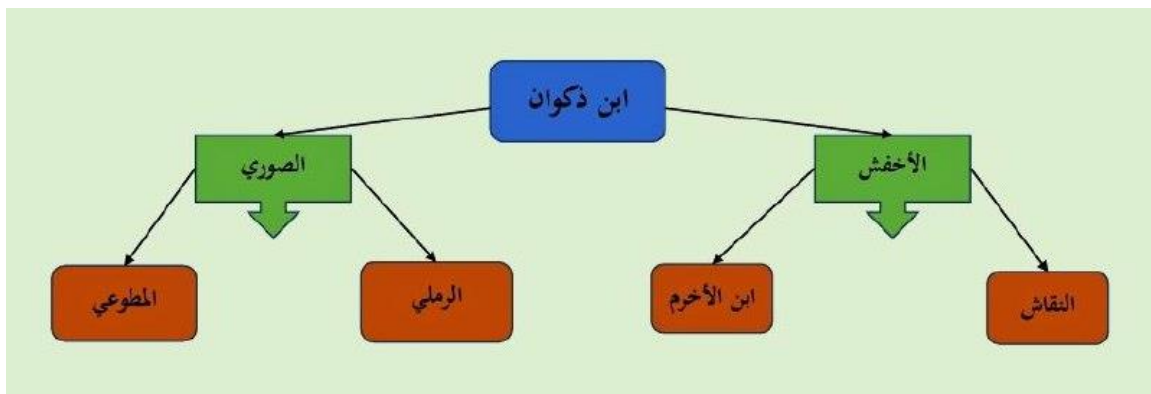 ابن ذكوان
الأخفش
الصوري
النقاش
ابن الأخرم
الرملي
المطوعي